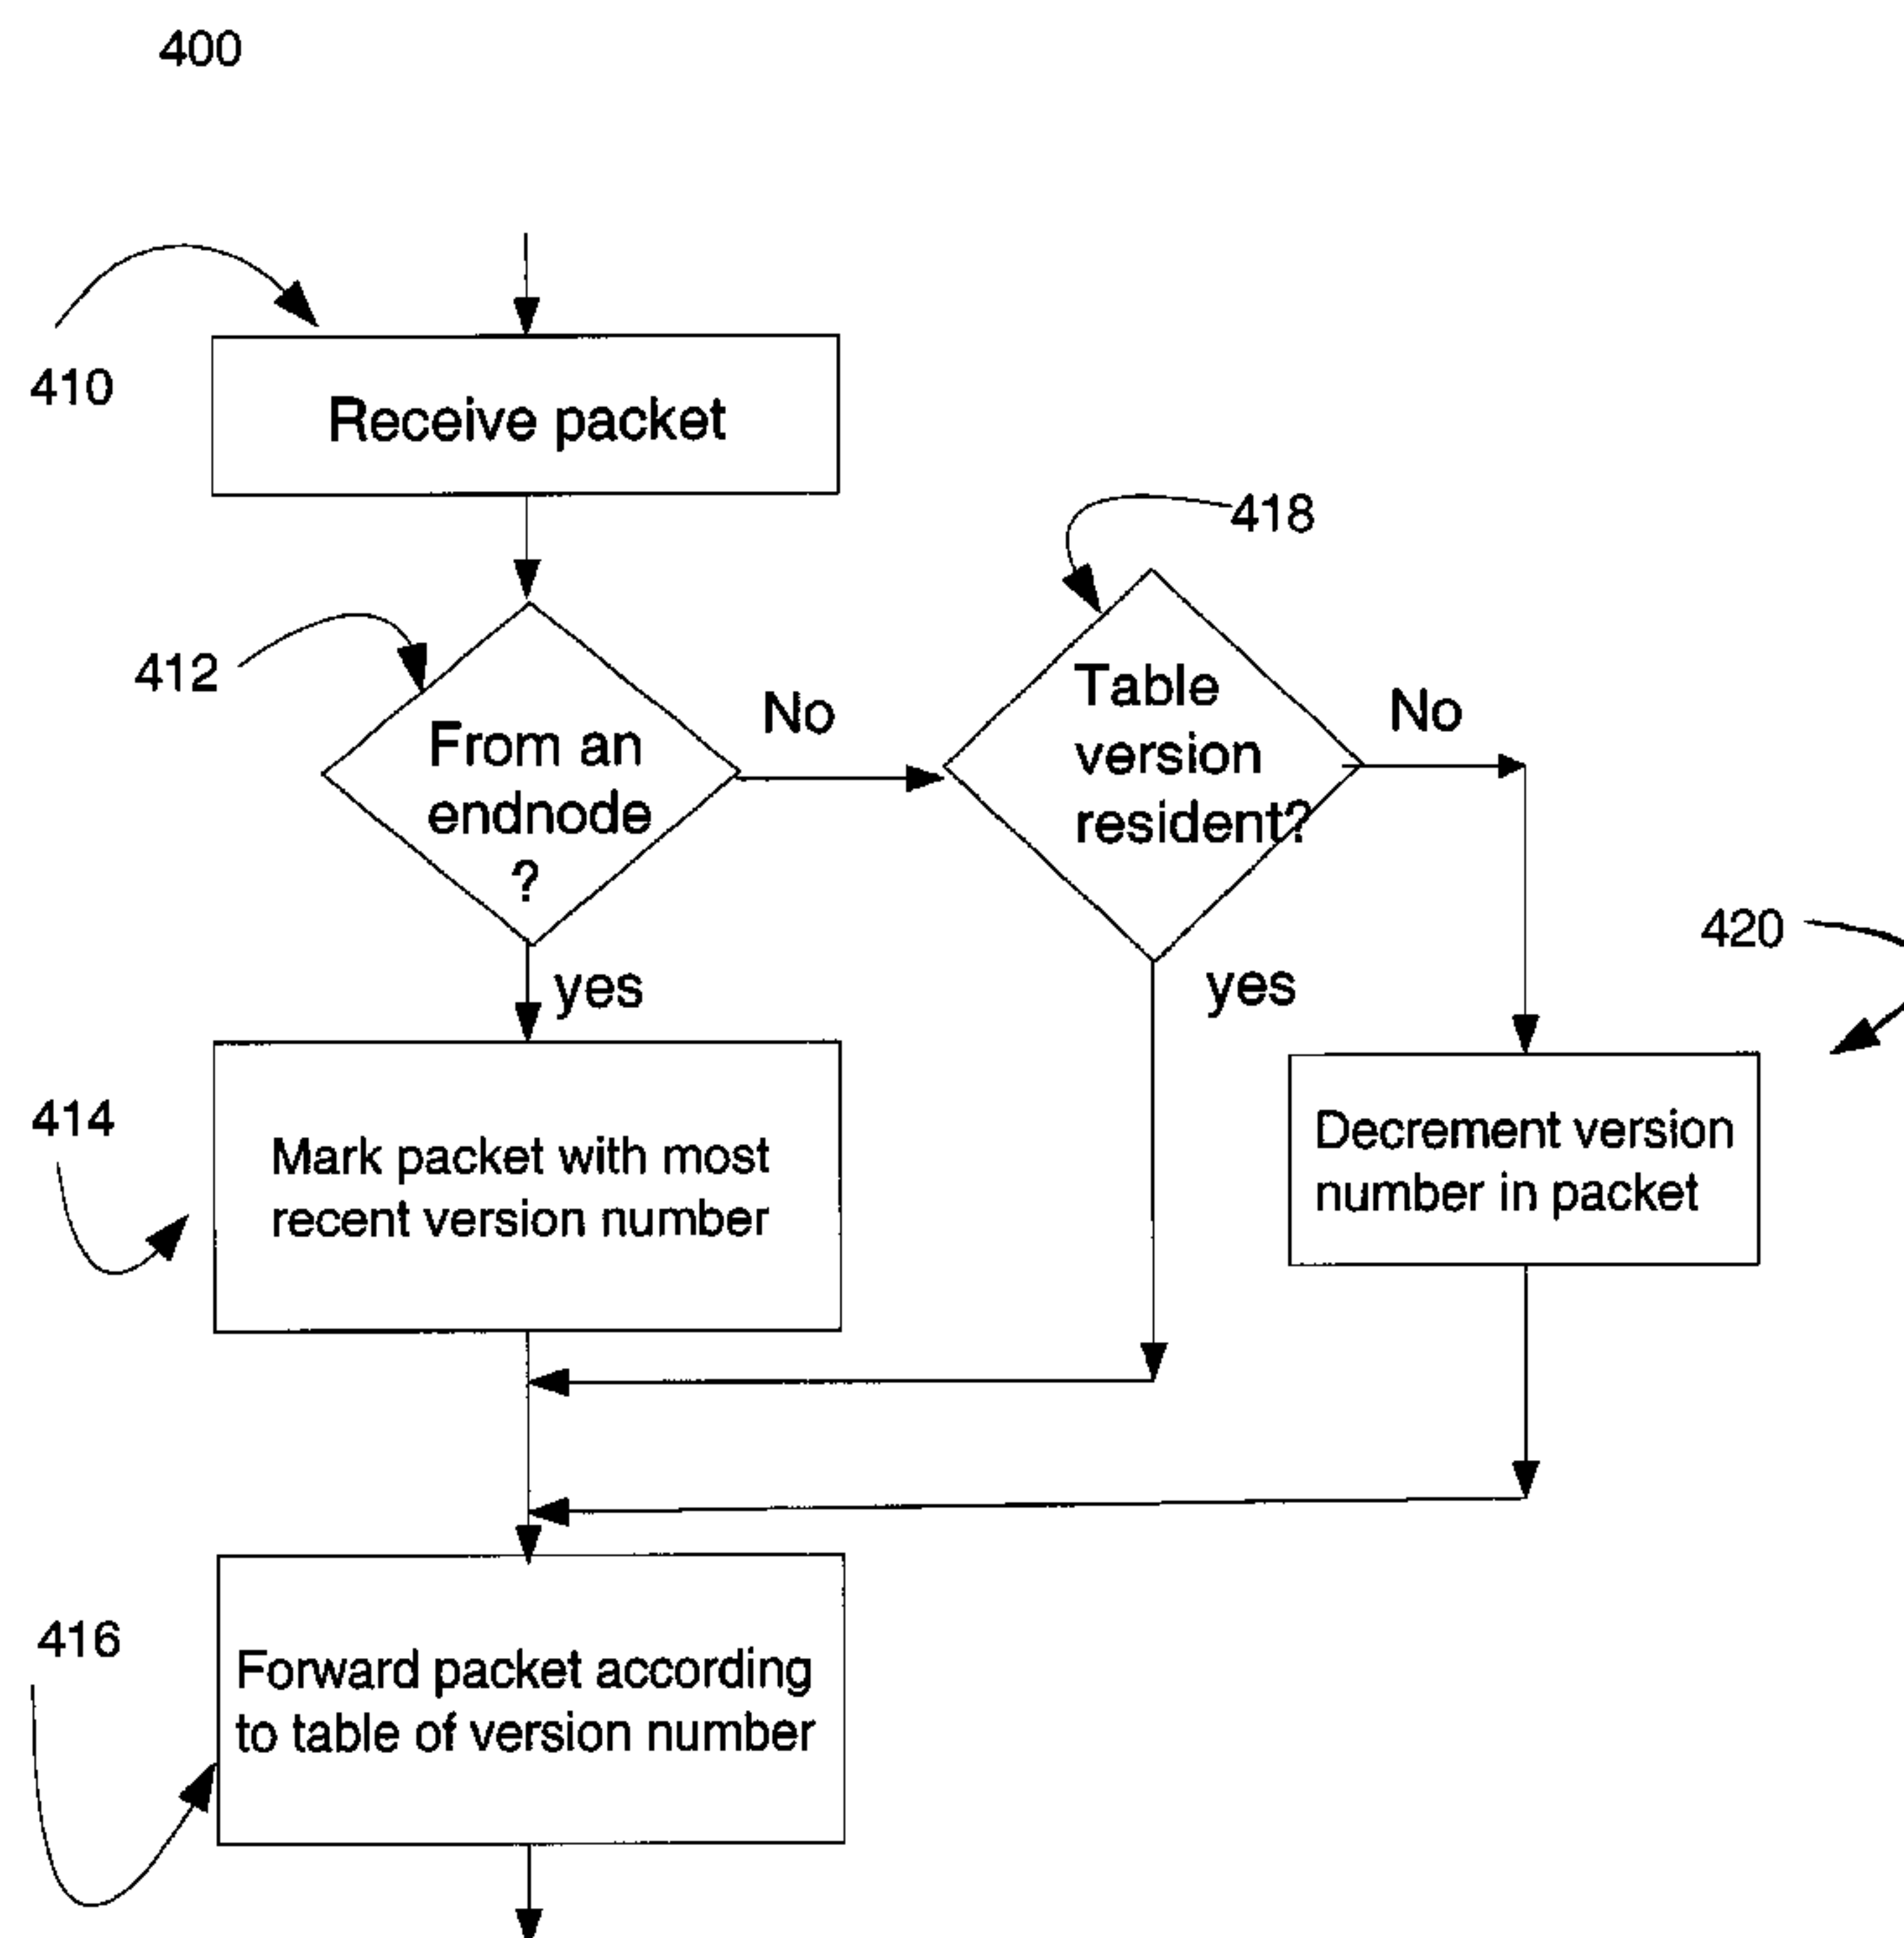 400
410
Receive packet
418
412
From an
endnode
?
No
Table
version
resident?
No
420
yes
yes
414
Mark packet with most
recent version number
Decrement version
number in packet
416
Forward packet according
to table of version number